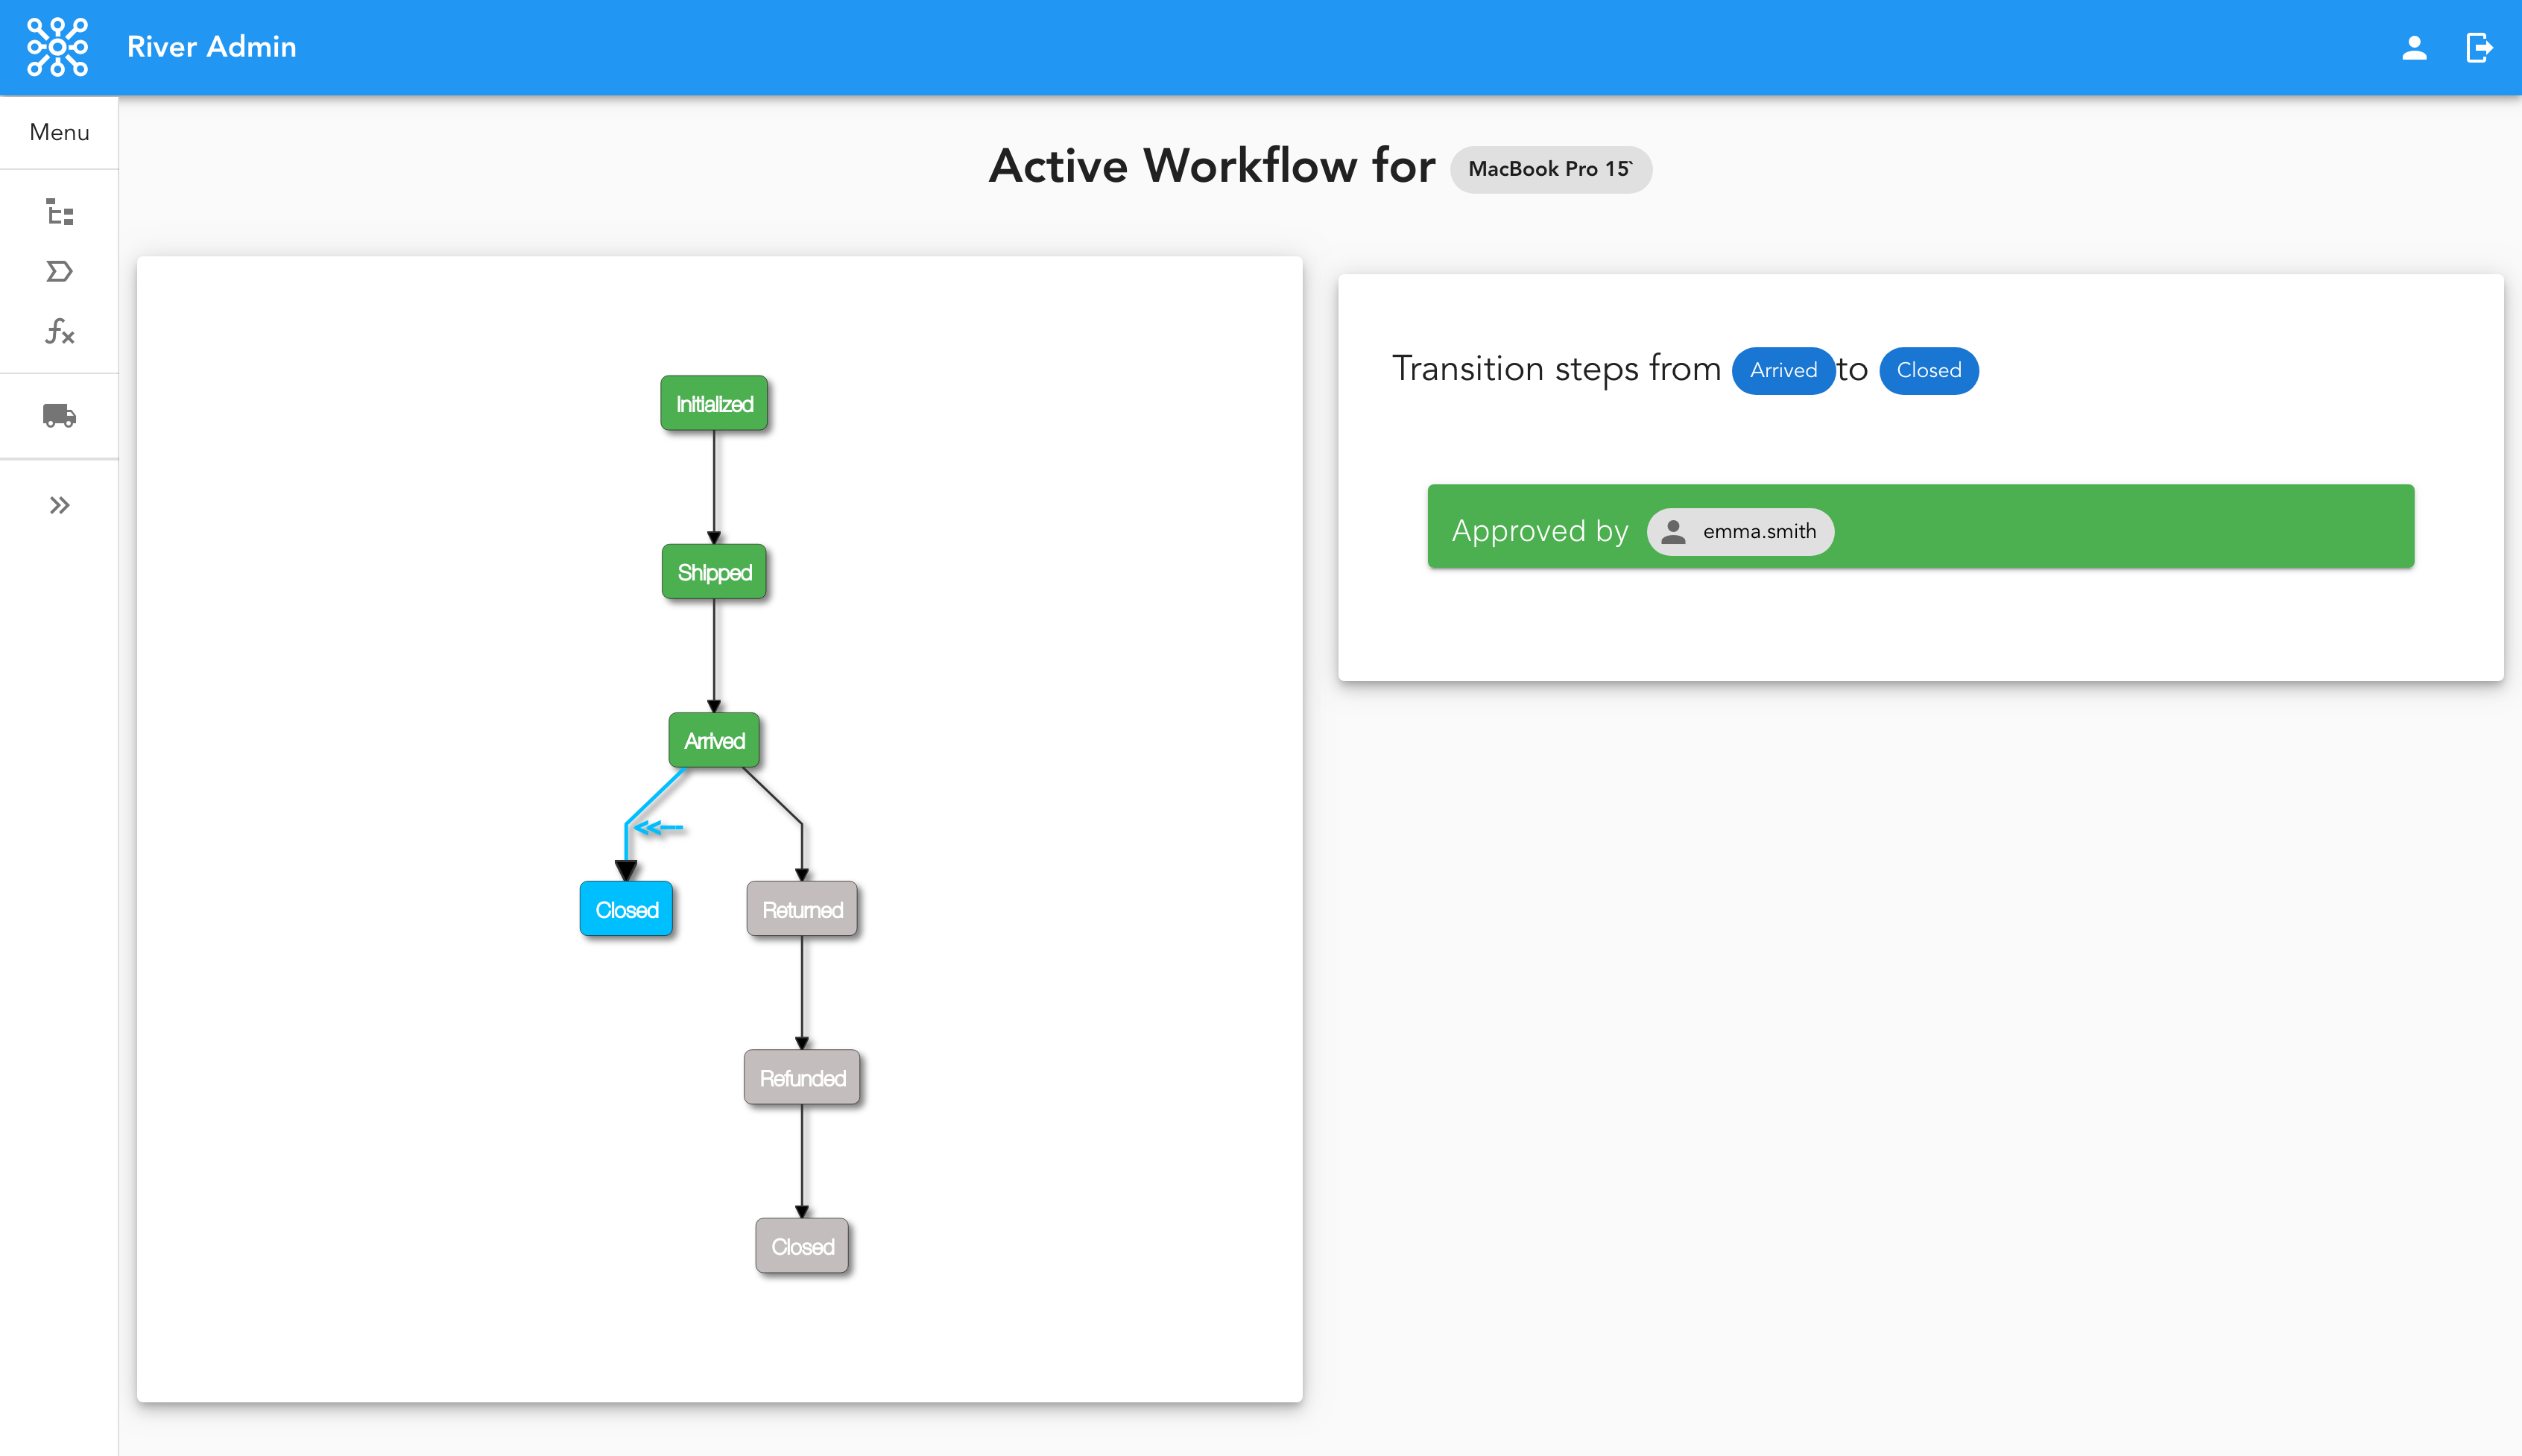 River Admin
Menu
Active Workflow for MacBook Pro 15`
Transition steps from Arrived to Closed
Approved by emma.smith
Initialized
Shipped
Arrived
Closed Returned
Refunded
Closed